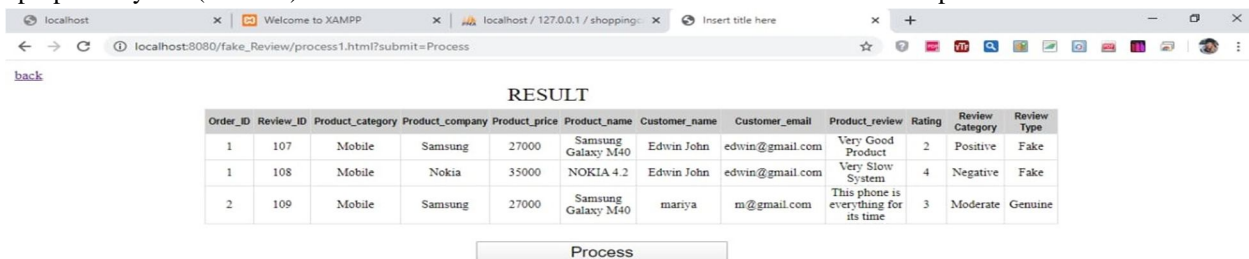 localhost
Welcome to XAMPP
localhost / 127.0.0.1 / shoppingc
Insert title here
localhost:8080/fake_Review/process1.html?submit=Process
back
RESULT
Order_ID Review_ID Product_category Product_company Product_price Product_name Customer_name Customer_email Product_review Rating Review Category Review Type
1 107 Mobile Samsung 27000 Samsung Galaxy M40 Edwin John edwin@gmail.com Very Good Product 2 Positive Fake
1 108 Mobile Nokia 35000 NOKIA 4.2 Edwin John edwin@gmail.com Very Slow System 4 Negative Fake
2 109 Mobile Samsung 27000 Samsung Galaxy M40 mariya m@gmail.com This phone is everything for its time 3 Moderate Genuine
Process